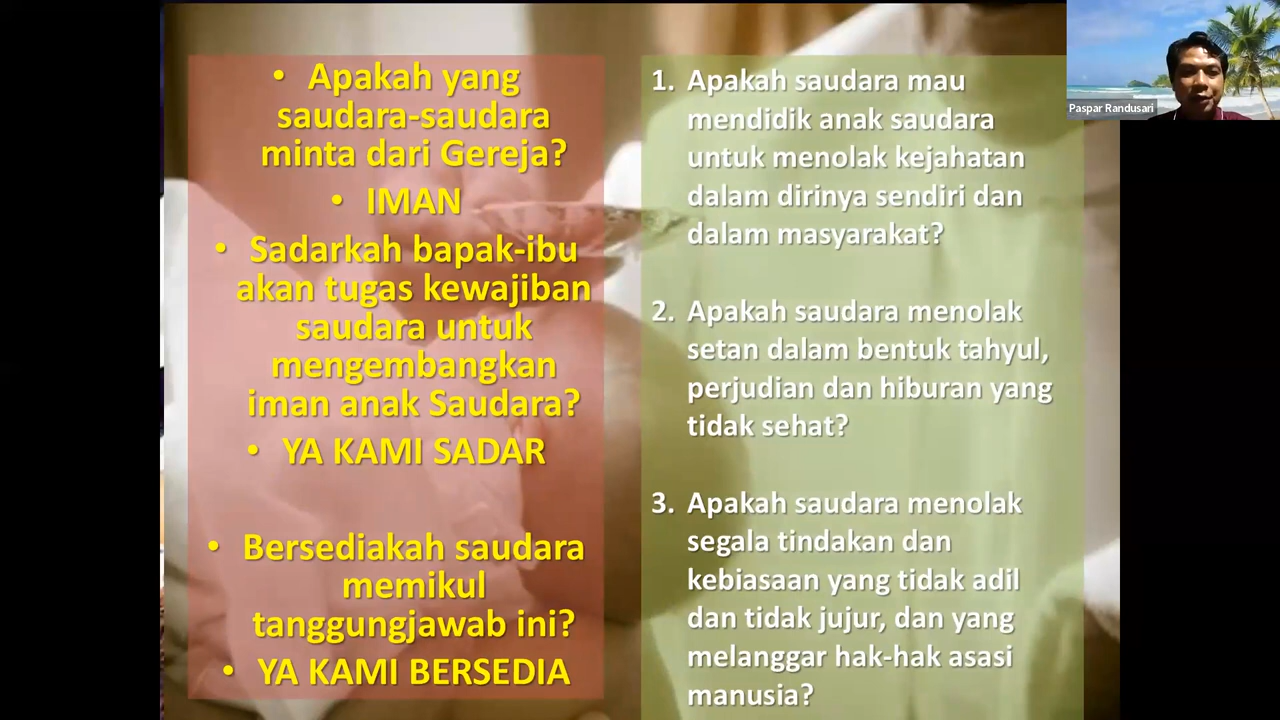 • Apakah yang
saudara-saudara
minta dari Gereja?
• IMAN
• Sadarkah bapak-ibu
akan tugas kewajiban
saudara untuk
mengembangkan
iman anak Saudara?
• YA KAMI SADAR
• Bersediakah saudara
memikul
tanggungjawab ini?
• YA KAMI BERSEDIA
1. Apakah saudara mau
mendidik anak saudara
untuk menolak kejahatan
dalam dirinya sendiri dan
dalam masyarakat?
2. Apakah saudara menolak
setan dalam bentuk tahyul,
perjudian dan hiburan yang
tidak sehat?
3. Apakah saudara menolak
segala tindakan dan
kebiasaan yang tidak adil
dan tidak jujur, dan yang
melanggar hak-hak asasi
manusia?
Paspar Randusari